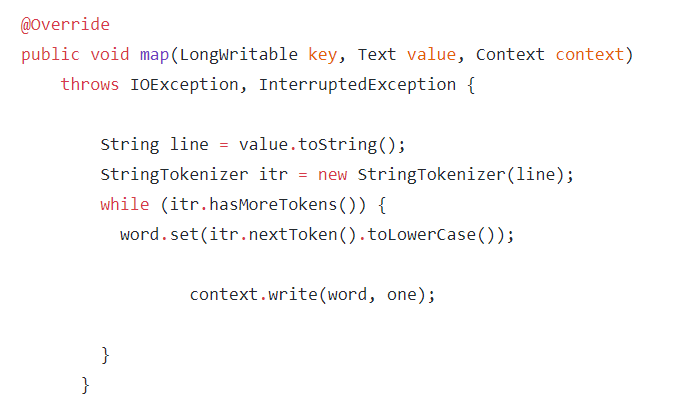 @Override
public void map(LongWritable key, Text value, Context context)
throws IOException, InterruptedException {
String line = value.toString();
StringTokenizer itr = new StringTokenizer(line);
while (itr.hasMoreTokens()) {
word.set(itr.nextToken().toLowerCase());
context.write(word, one);
}
}